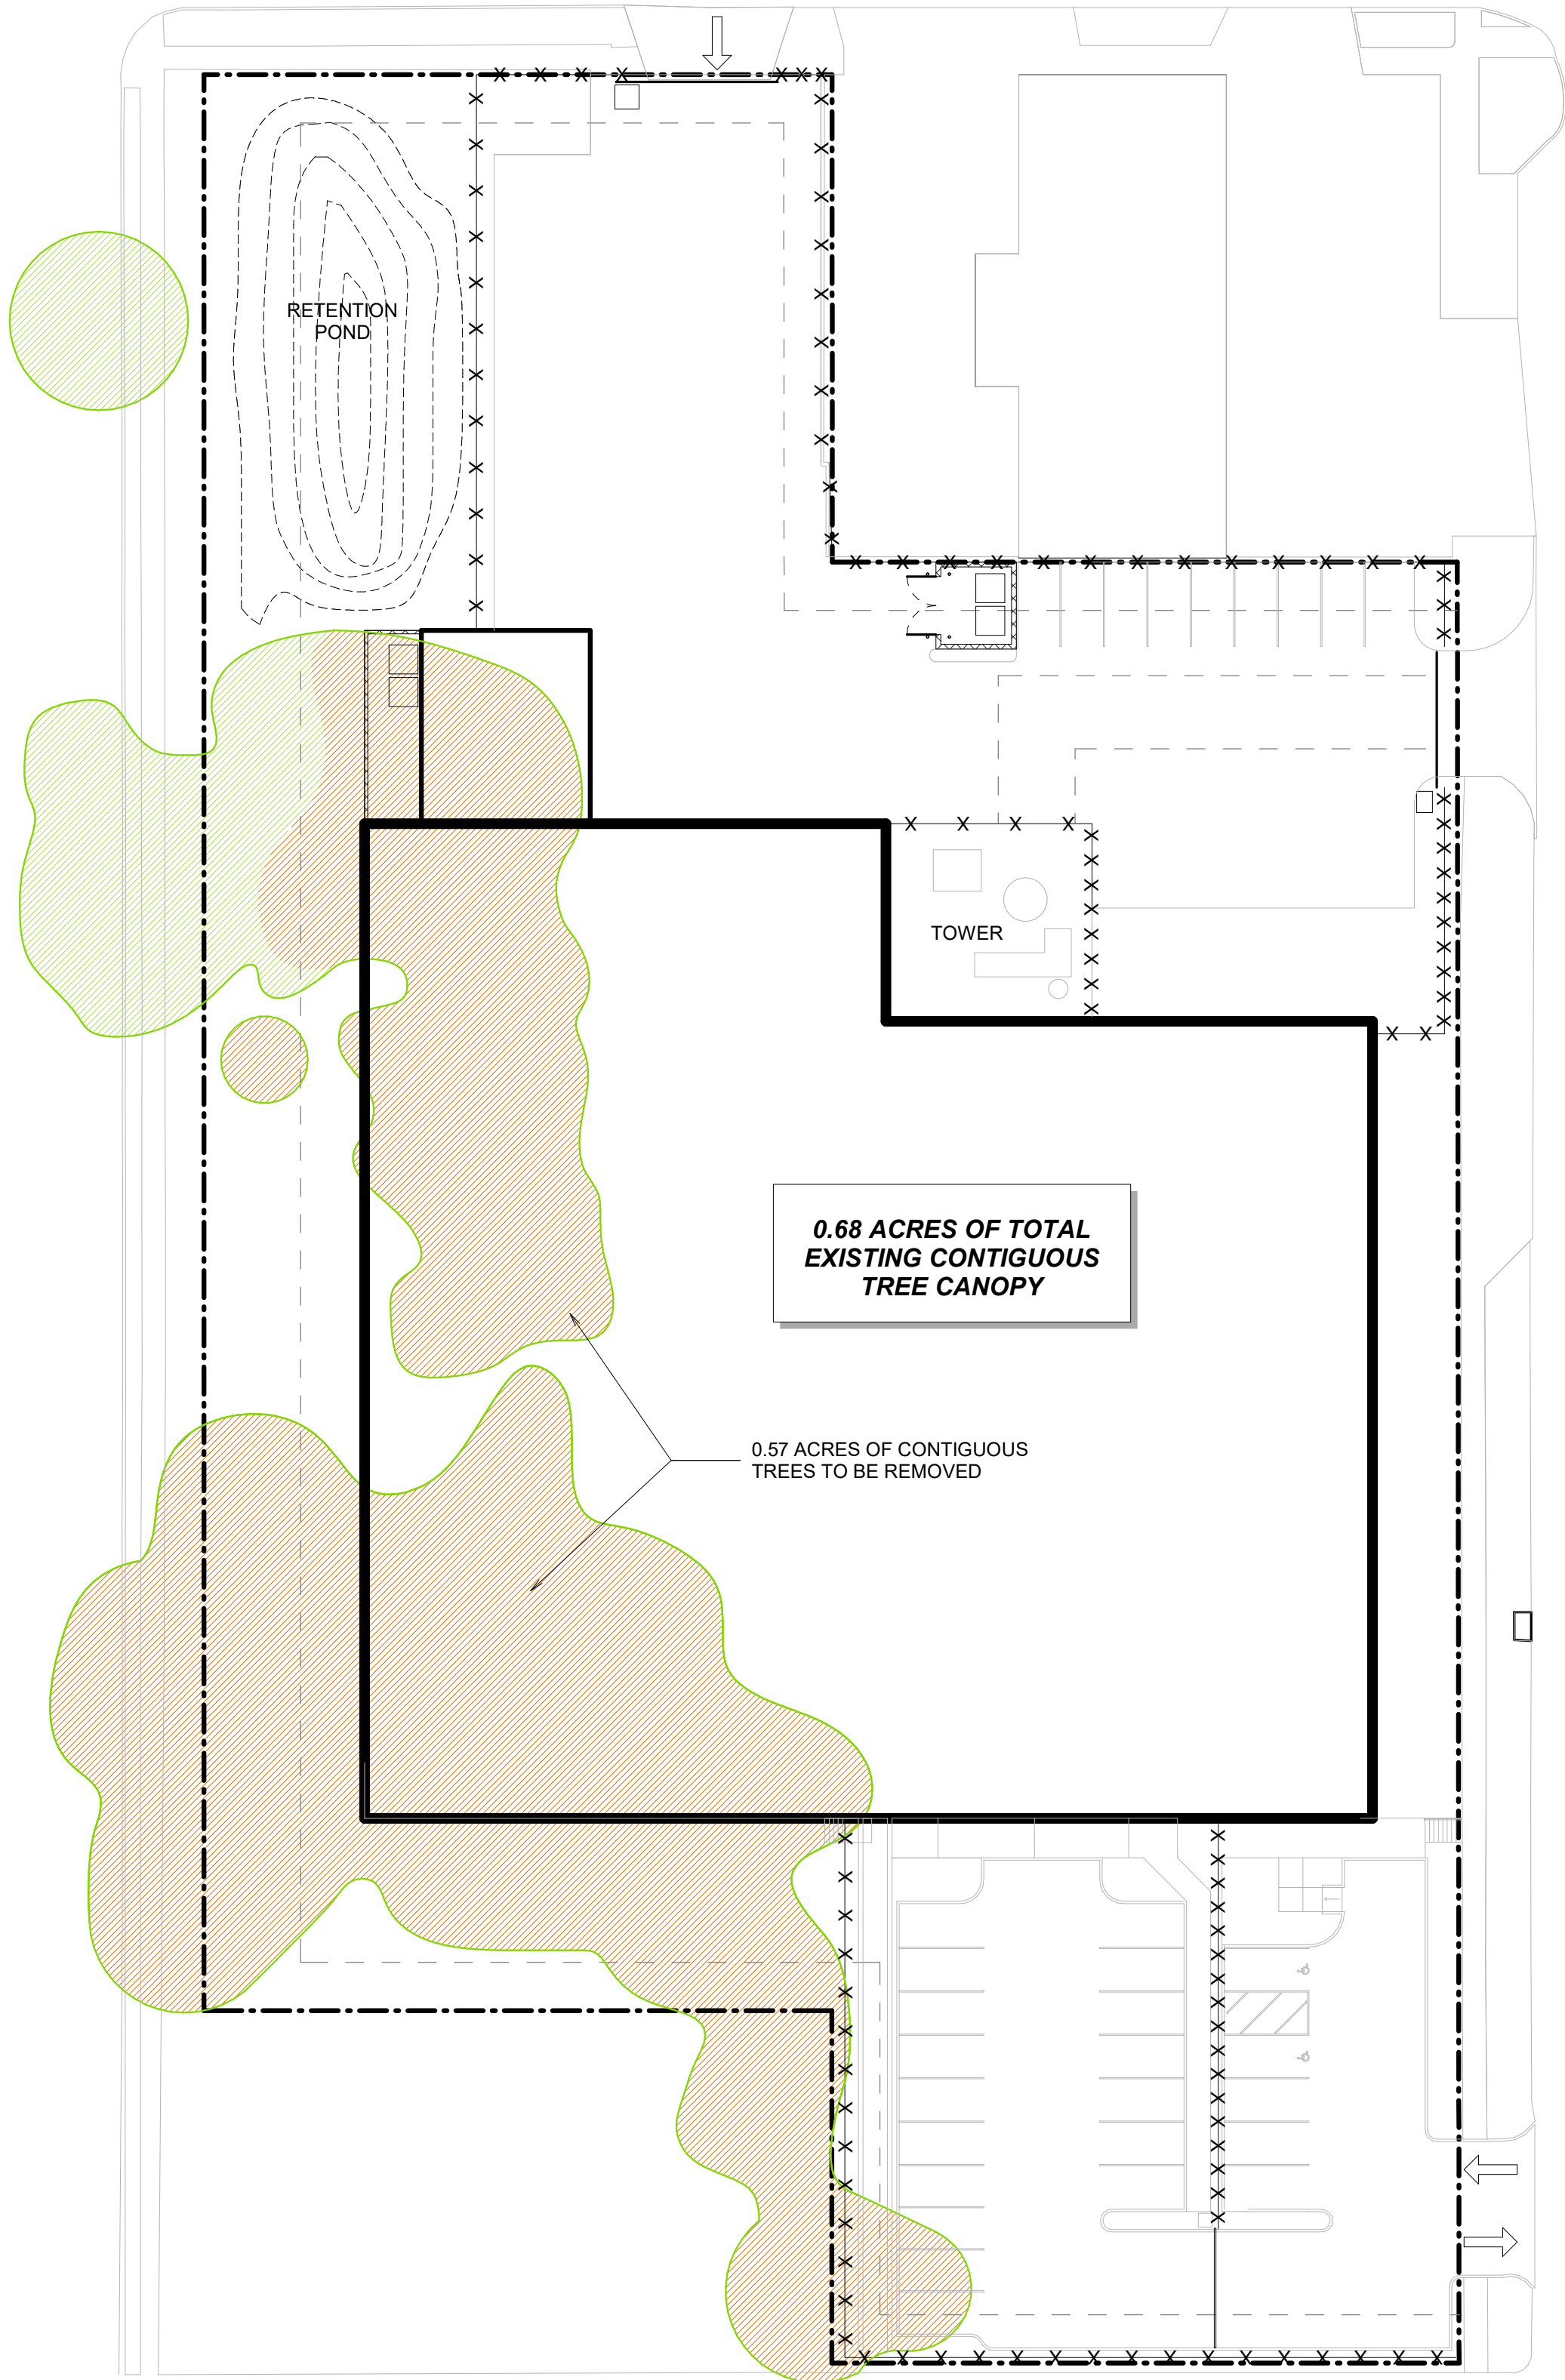 RETENTION
POND
TOWER
0.68 ACRES OF TOTAL
EXISTING CONTIGUOUS
TREE CANOPY
0.57 ACRES OF CONTIGUOUS
TREES TO BE REMOVED